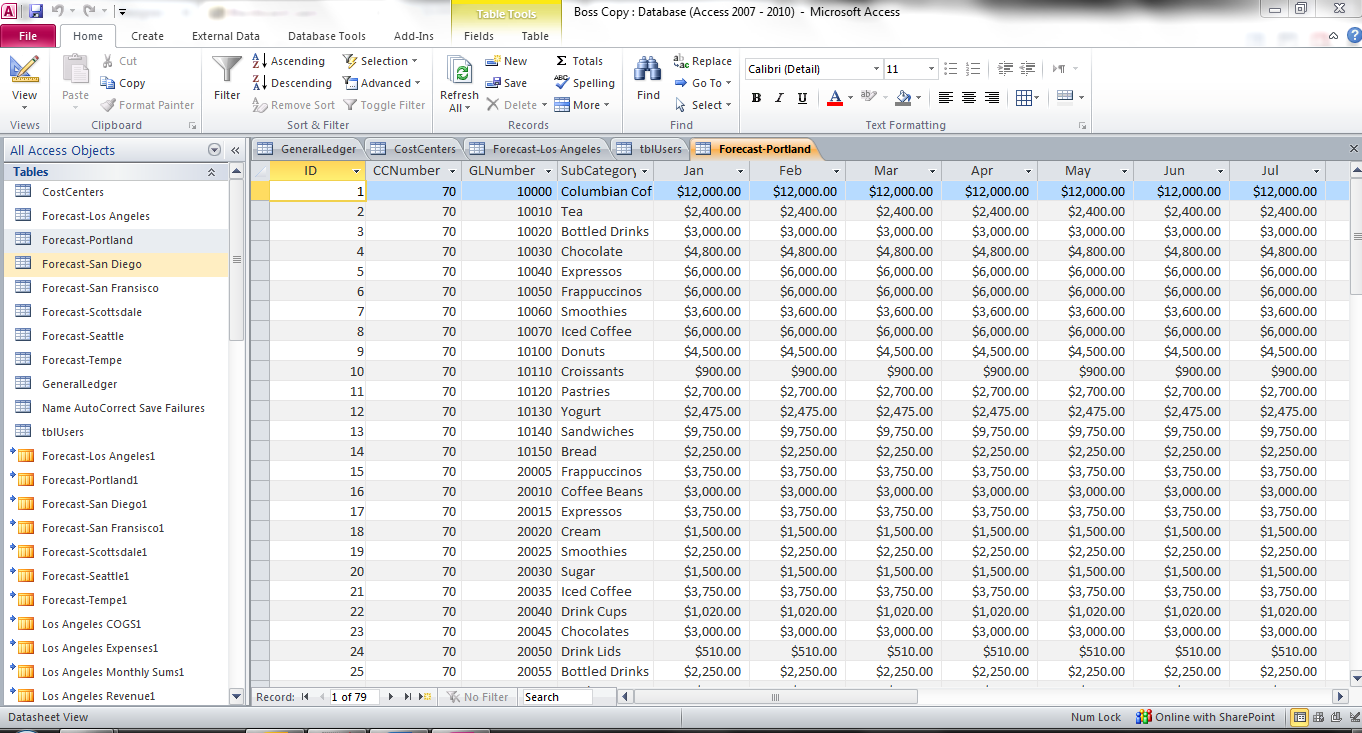 Table Tools
Boss Copy : Database (Access 2007 - 2010) - Microsoft Access
File Home Create External Data Database Tools Add-Ins Fields Table
View Paste Cut Copy Format Painter Filter Ascending Descending Remove Sort Selection Advanced Toggle Filter Refresh All New Save Delete Totals Spelling More Find Replace Go To Select Calibri (Detail) 11 B I U A
Views Clipboard Sort & Filter Records Find Text Formatting
All Access Objects
Tables
CostCenters
Forecast-Los Angeles
Forecast-Portland
Forecast-San Diego
Forecast-San Fransisco
Forecast-Scottsdale
Forecast-Seattle
Forecast-Tempe
GeneralLedger
Name AutoCorrect Save Failures
tblUsers
Forecast-Los Angeles1
Forecast-Portland1
Forecast-San Diego1
Forecast-San Fransisco1
Forecast-Scottsdale1
Forecast-Seattle1
Forecast-Tempe1
Los Angeles COGS1
Los Angeles Expenses1
Los Angeles Monthly Sums1
Los Angeles Revenue1
GeneralLedger CostCenters Forecast-Los Angeles tblUsers Forecast-Portland
ID CCNumber GLNumber SubCategory Jan Feb Mar Apr May Jun Jul
1 70 10000 Columbian Cof $12,000.00 $12,000.00 $12,000.00 $12,000.00 $12,000.00 $12,000.00 $12,000.00
2 70 10010 Tea $2,400.00 $2,400.00 $2,400.00 $2,400.00 $2,400.00 $2,400.00 $2,400.00
3 70 10020 Bottled Drinks $3,000.00 $3,000.00 $3,000.00 $3,000.00 $3,000.00 $3,000.00 $3,000.00
4 70 10030 Chocolate $4,800.00 $4,800.00 $4,800.00 $4,800.00 $4,800.00 $4,800.00 $4,800.00
5 70 10040 Expressos $6,000.00 $6,000.00 $6,000.00 $6,000.00 $6,000.00 $6,000.00 $6,000.00
6 70 10050 Frappuccinos $6,000.00 $6,000.00 $6,000.00 $6,000.00 $6,000.00 $6,000.00 $6,000.00
7 70 10060 Smoothies $3,600.00 $3,600.00 $3,600.00 $3,600.00 $3,600.00 $3,600.00 $3,600.00
8 70 10070 Iced Coffee $6,000.00 $6,000.00 $6,000.00 $6,000.00 $6,000.00 $6,000.00 $6,000.00
9 70 10100 Donuts $4,500.00 $4,500.00 $4,500.00 $4,500.00 $4,500.00 $4,500.00 $4,500.00
10 70 10110 Croissants $900.00 $900.00 $900.00 $900.00 $900.00 $900.00 $900.00
11 70 10120 Pastries $2,700.00 $2,700.00 $2,700.00 $2,700.00 $2,700.00 $2,700.00 $2,700.00
12 70 10130 Yogurt $2,475.00 $2,475.00 $2,475.00 $2,475.00 $2,475.00 $2,475.00 $2,475.00
13 70 10140 Sandwiches $9,750.00 $9,750.00 $9,750.00 $9,750.00 $9,750.00 $9,750.00 $9,750.00
14 70 10150 Bread $2,250.00 $2,250.00 $2,250.00 $2,250.00 $2,250.00 $2,250.00 $2,250.00
15 70 20005 Frappuccinos $3,750.00 $3,750.00 $3,750.00 $3,750.00 $3,750.00 $3,750.00 $3,750.00
16 70 20010 Coffee Beans $3,000.00 $3,000.00 $3,000.00 $3,000.00 $3,000.00 $3,000.00 $3,000.00
17 70 20015 Expressos $3,750.00 $3,750.00 $3,750.00 $3,750.00 $3,750.00 $3,750.00 $3,750.00
18 70 20020 Cream $1,500.00 $1,500.00 $1,500.00 $1,500.00 $1,500.00 $1,500.00 $1,500.00
19 70 20025 Smoothies $2,250.00 $2,250.00 $2,250.00 $2,250.00 $2,250.00 $2,250.00 $2,250.00
20 70 20030 Sugar $1,500.00 $1,500.00 $1,500.00 $1,500.00 $1,500.00 $1,500.00 $1,500.00
21 70 20035 Iced Coffee $3,750.00 $3,750.00 $3,750.00 $3,750.00 $3,750.00 $3,750.00 $3,750.00
22 70 20040 Drink Cups $1,020.00 $1,020.00 $1,020.00 $1,020.00 $1,020.00 $1,020.00 $1,020.00
23 70 20045 Chocolates $3,000.00 $3,000.00 $3,000.00 $3,000.00 $3,000.00 $3,000.00 $3,000.00
24 70 20050 Drink Lids $510.00 $510.00 $510.00 $510.00 $510.00 $510.00 $510.00
25 70 20055 Bottled Drinks $2,250.00 $2,250.00 $2,250.00 $2,250.00 $2,250.00 $2,250.00 $2,250.00
Record: 1 of 79 No Filter Search
Datasheet View Num Lock Online with SharePoint